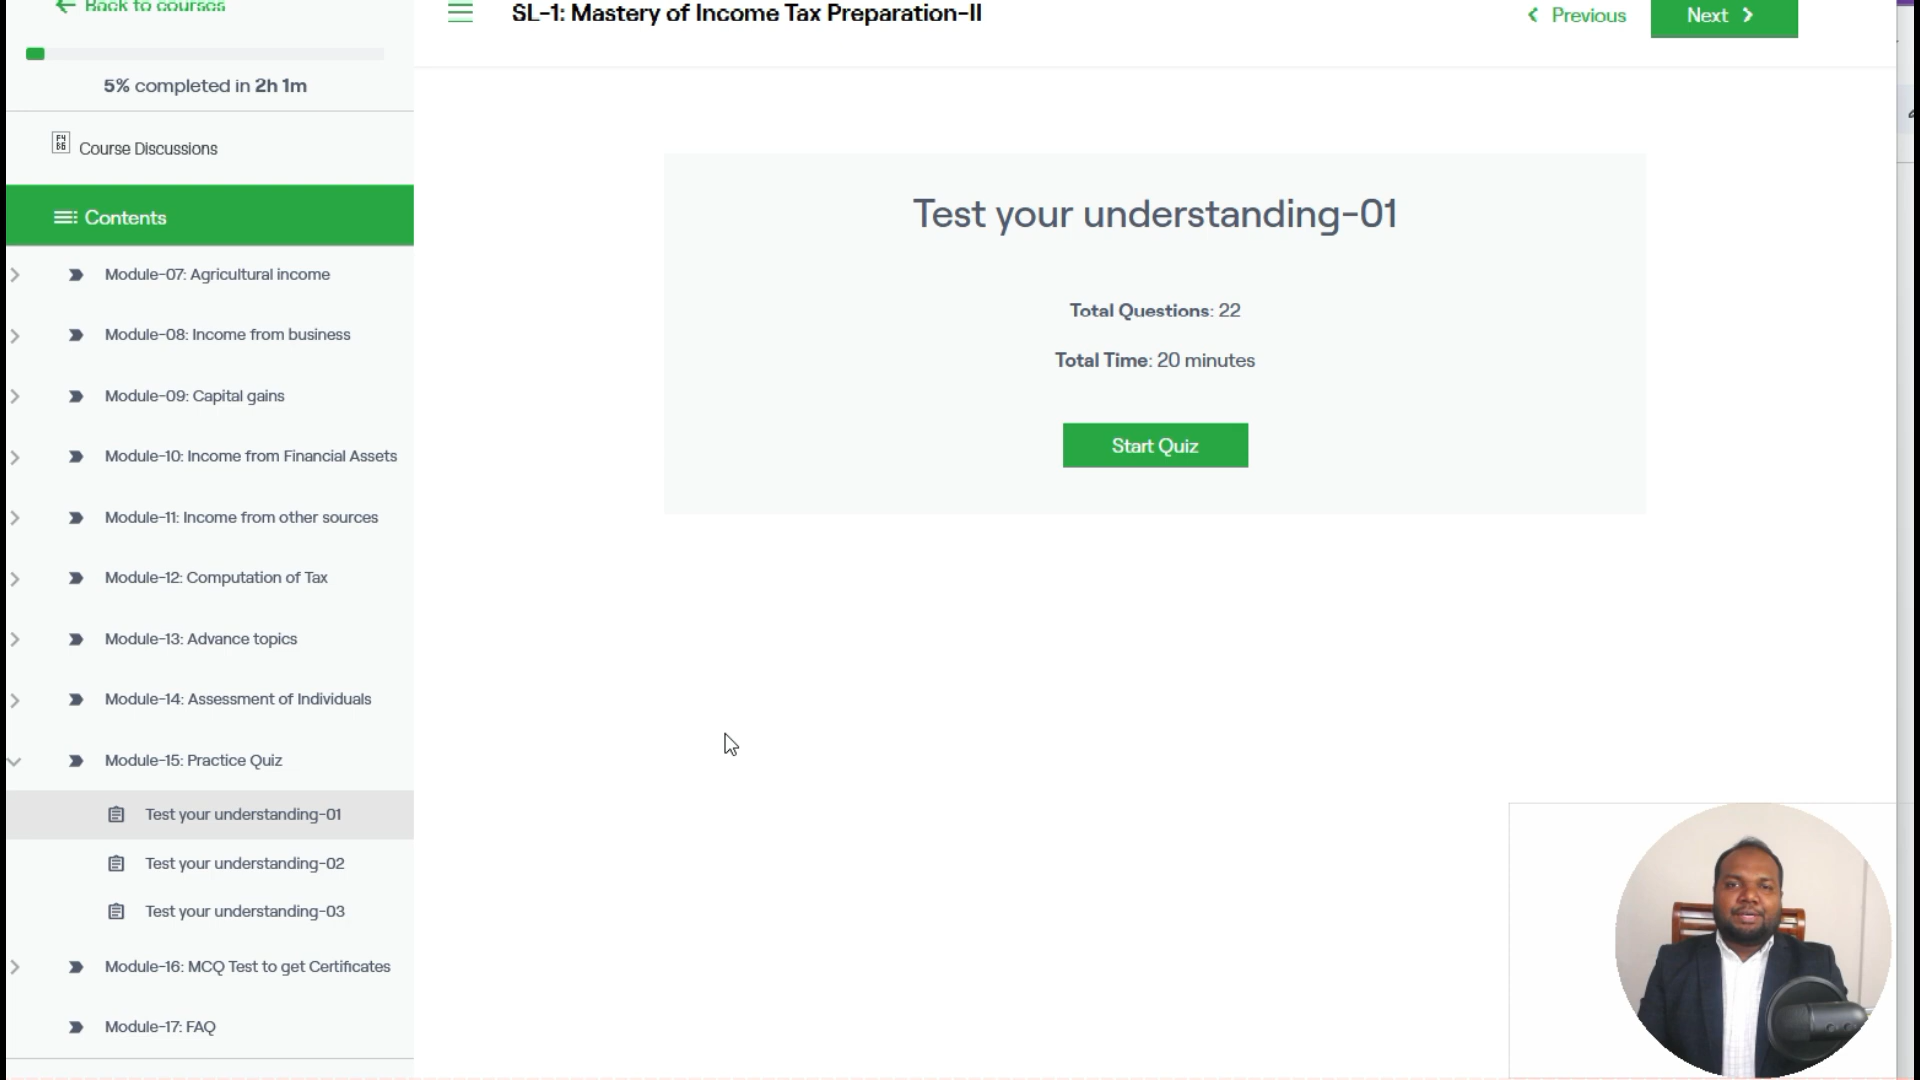 Back to courses
SL-1: Mastery of Income Tax Preparation-II
Previous
Next
5% completed in 2h 1m
Course Discussions
Contents
Module-07: Agricultural income
Module-08: Income from business
Module-09: Capital gains
Module-10: Income from Financial Assets
Module-11: Income from other sources
Module-12: Computation of Tax
Module-13: Advance topics
Module-14: Assessment of Individuals
Module-15: Practice Quiz
Test your understanding-01
Test your understanding-02
Test your understanding-03
Module-16: MCQ Test to get Certificates
Module-17: FAQ
Test your understanding-01
Total Questions: 22
Total Time: 20 minutes
Start Quiz